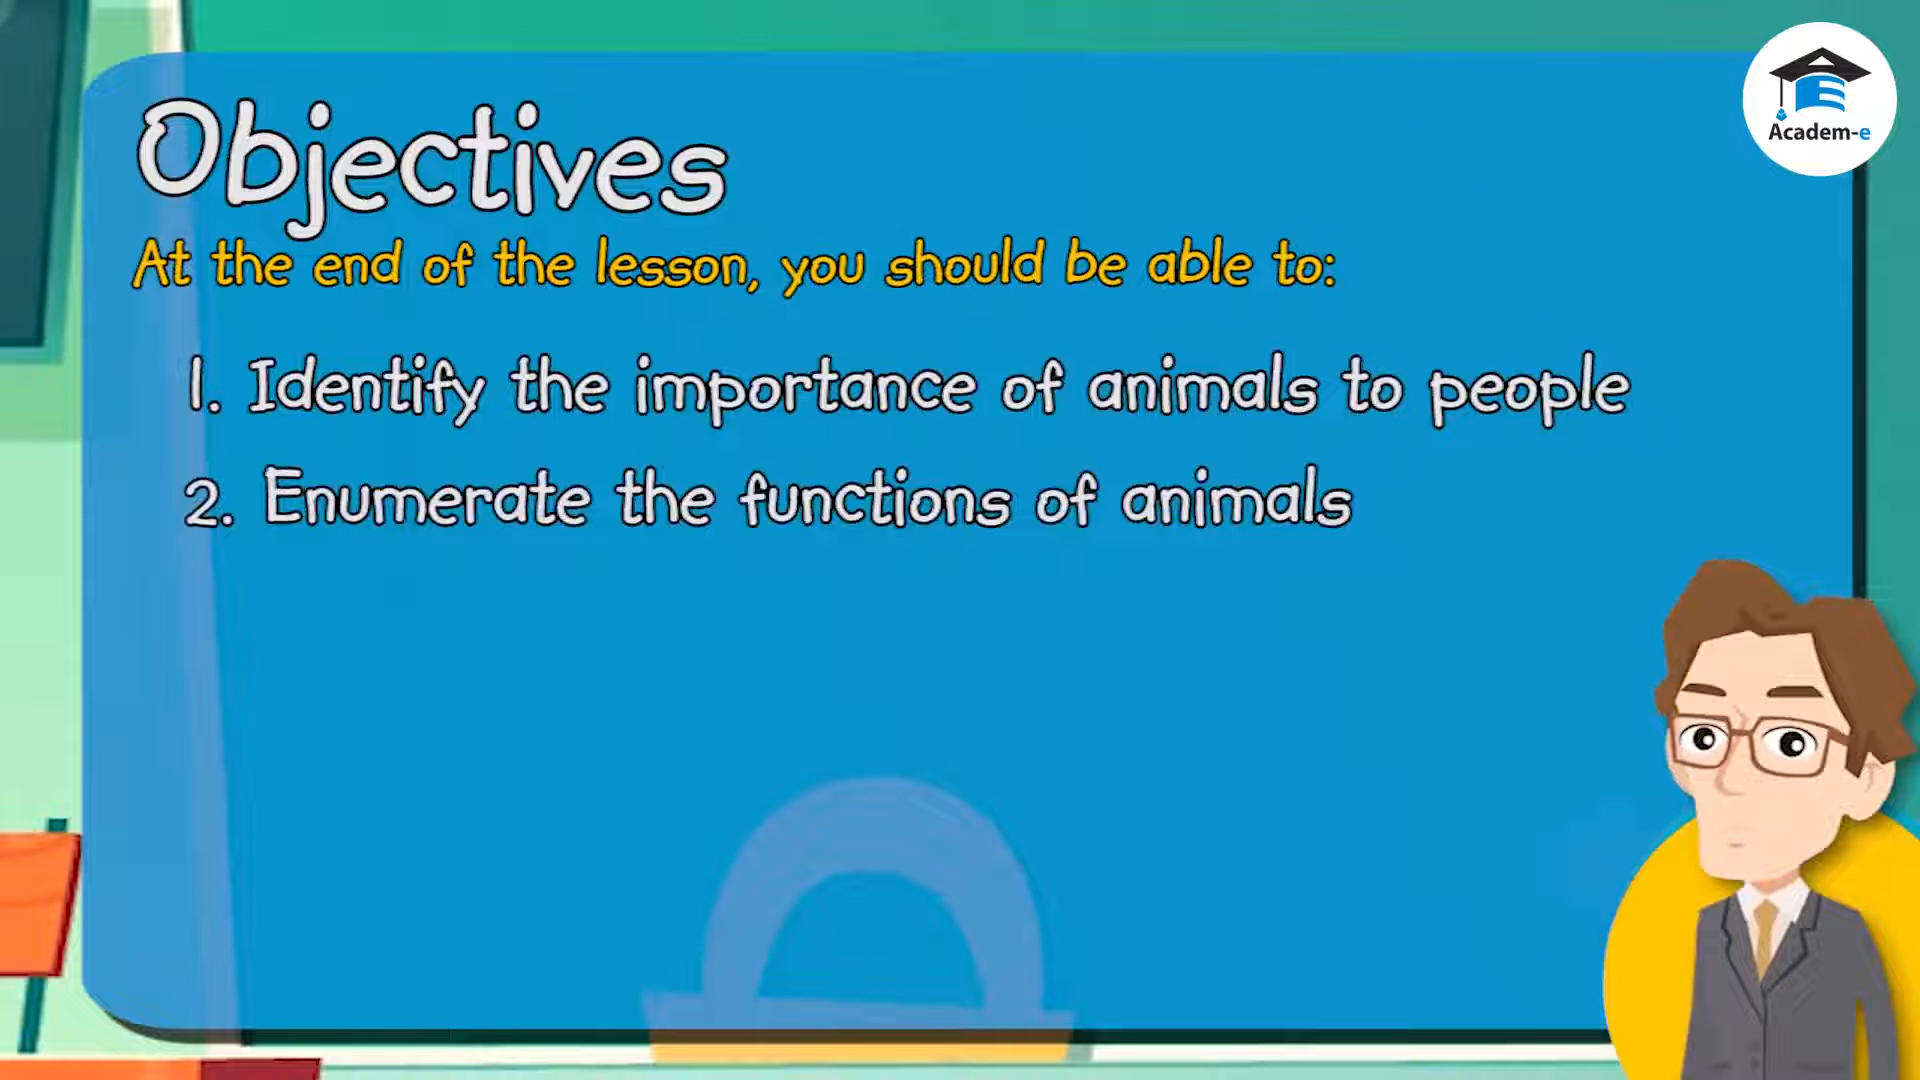 Academ-e
Objectives
At the end of the lesson, you should be able to:
1. Identify the importance of animals to people
2. Enumerate the functions of animals